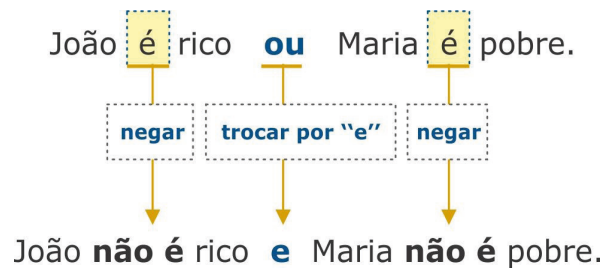 João é rico ou Maria é pobre.
negar trocar por ‘‘e’’ negar
João não é rico e Maria não é pobre.